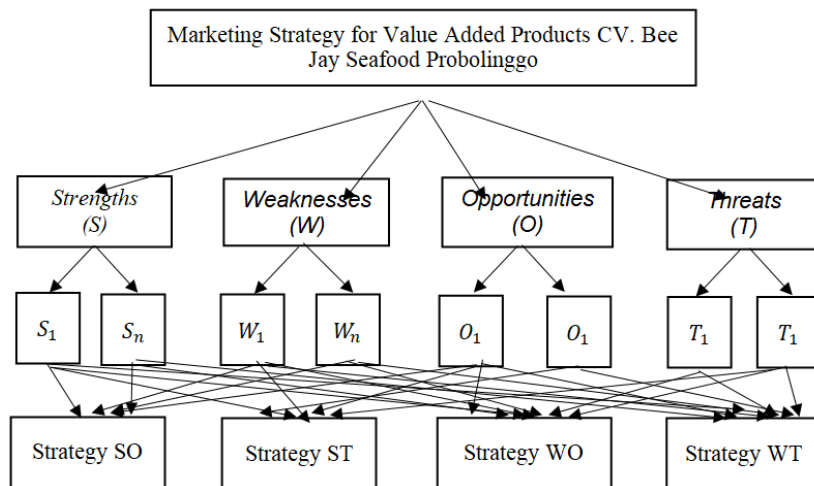 Marketing Strategy for Value Added Products CV. Bee
Jay Seafood Probolinggo
Strengths
(S)
Weaknesses
(W)
Opportunities
(O)
Threats
(T)
S₁
Sₙ
W₁
Wₙ
O₁
O₁
T₁
T₁
Strategy SO
Strategy ST
Strategy WO
Strategy WT